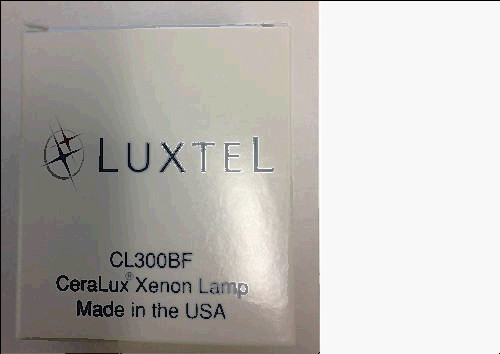 LUXTEL
CL300BF
CeraLux® Xenon Lamp
Made in the USA